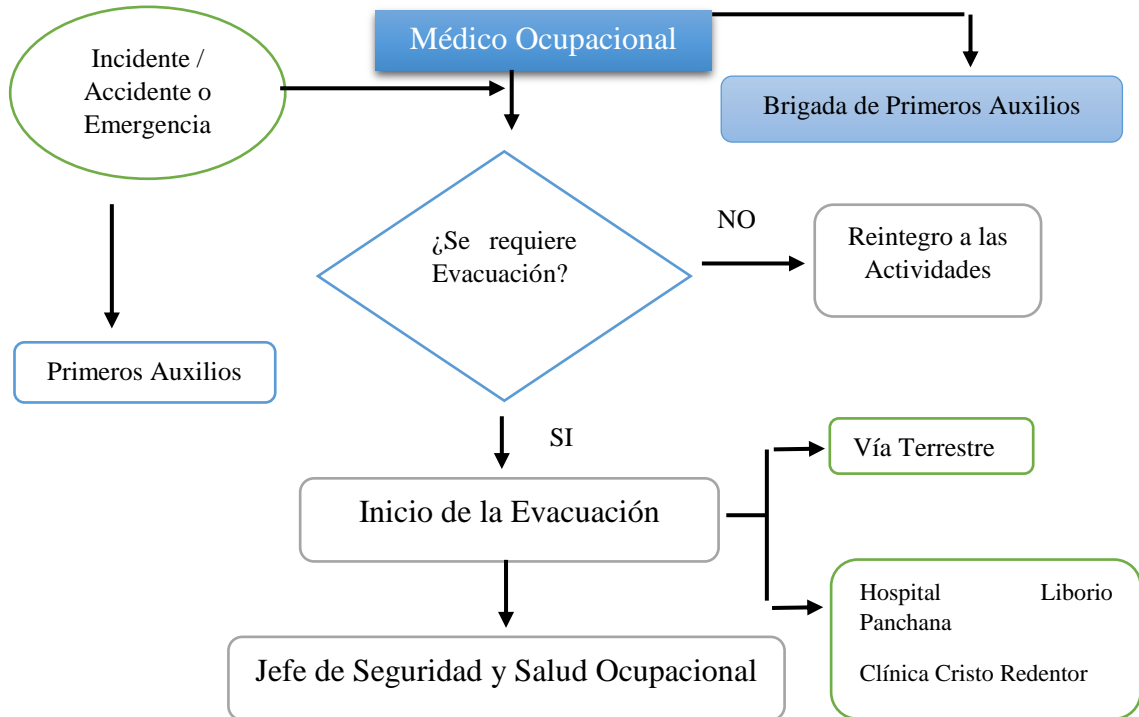 Médico Ocupacional
Incidente /
Accidente o
Emergencia
Brigada de Primeros Auxilios
¿Se requiere
Evacuación?
NO
Reintegro a las
Actividades
Primeros Auxilios
SI
Vía Terrestre
Inicio de la Evacuación
Hospital Liborio
Panchana
Clínica Cristo Redentor
Jefe de Seguridad y Salud Ocupacional